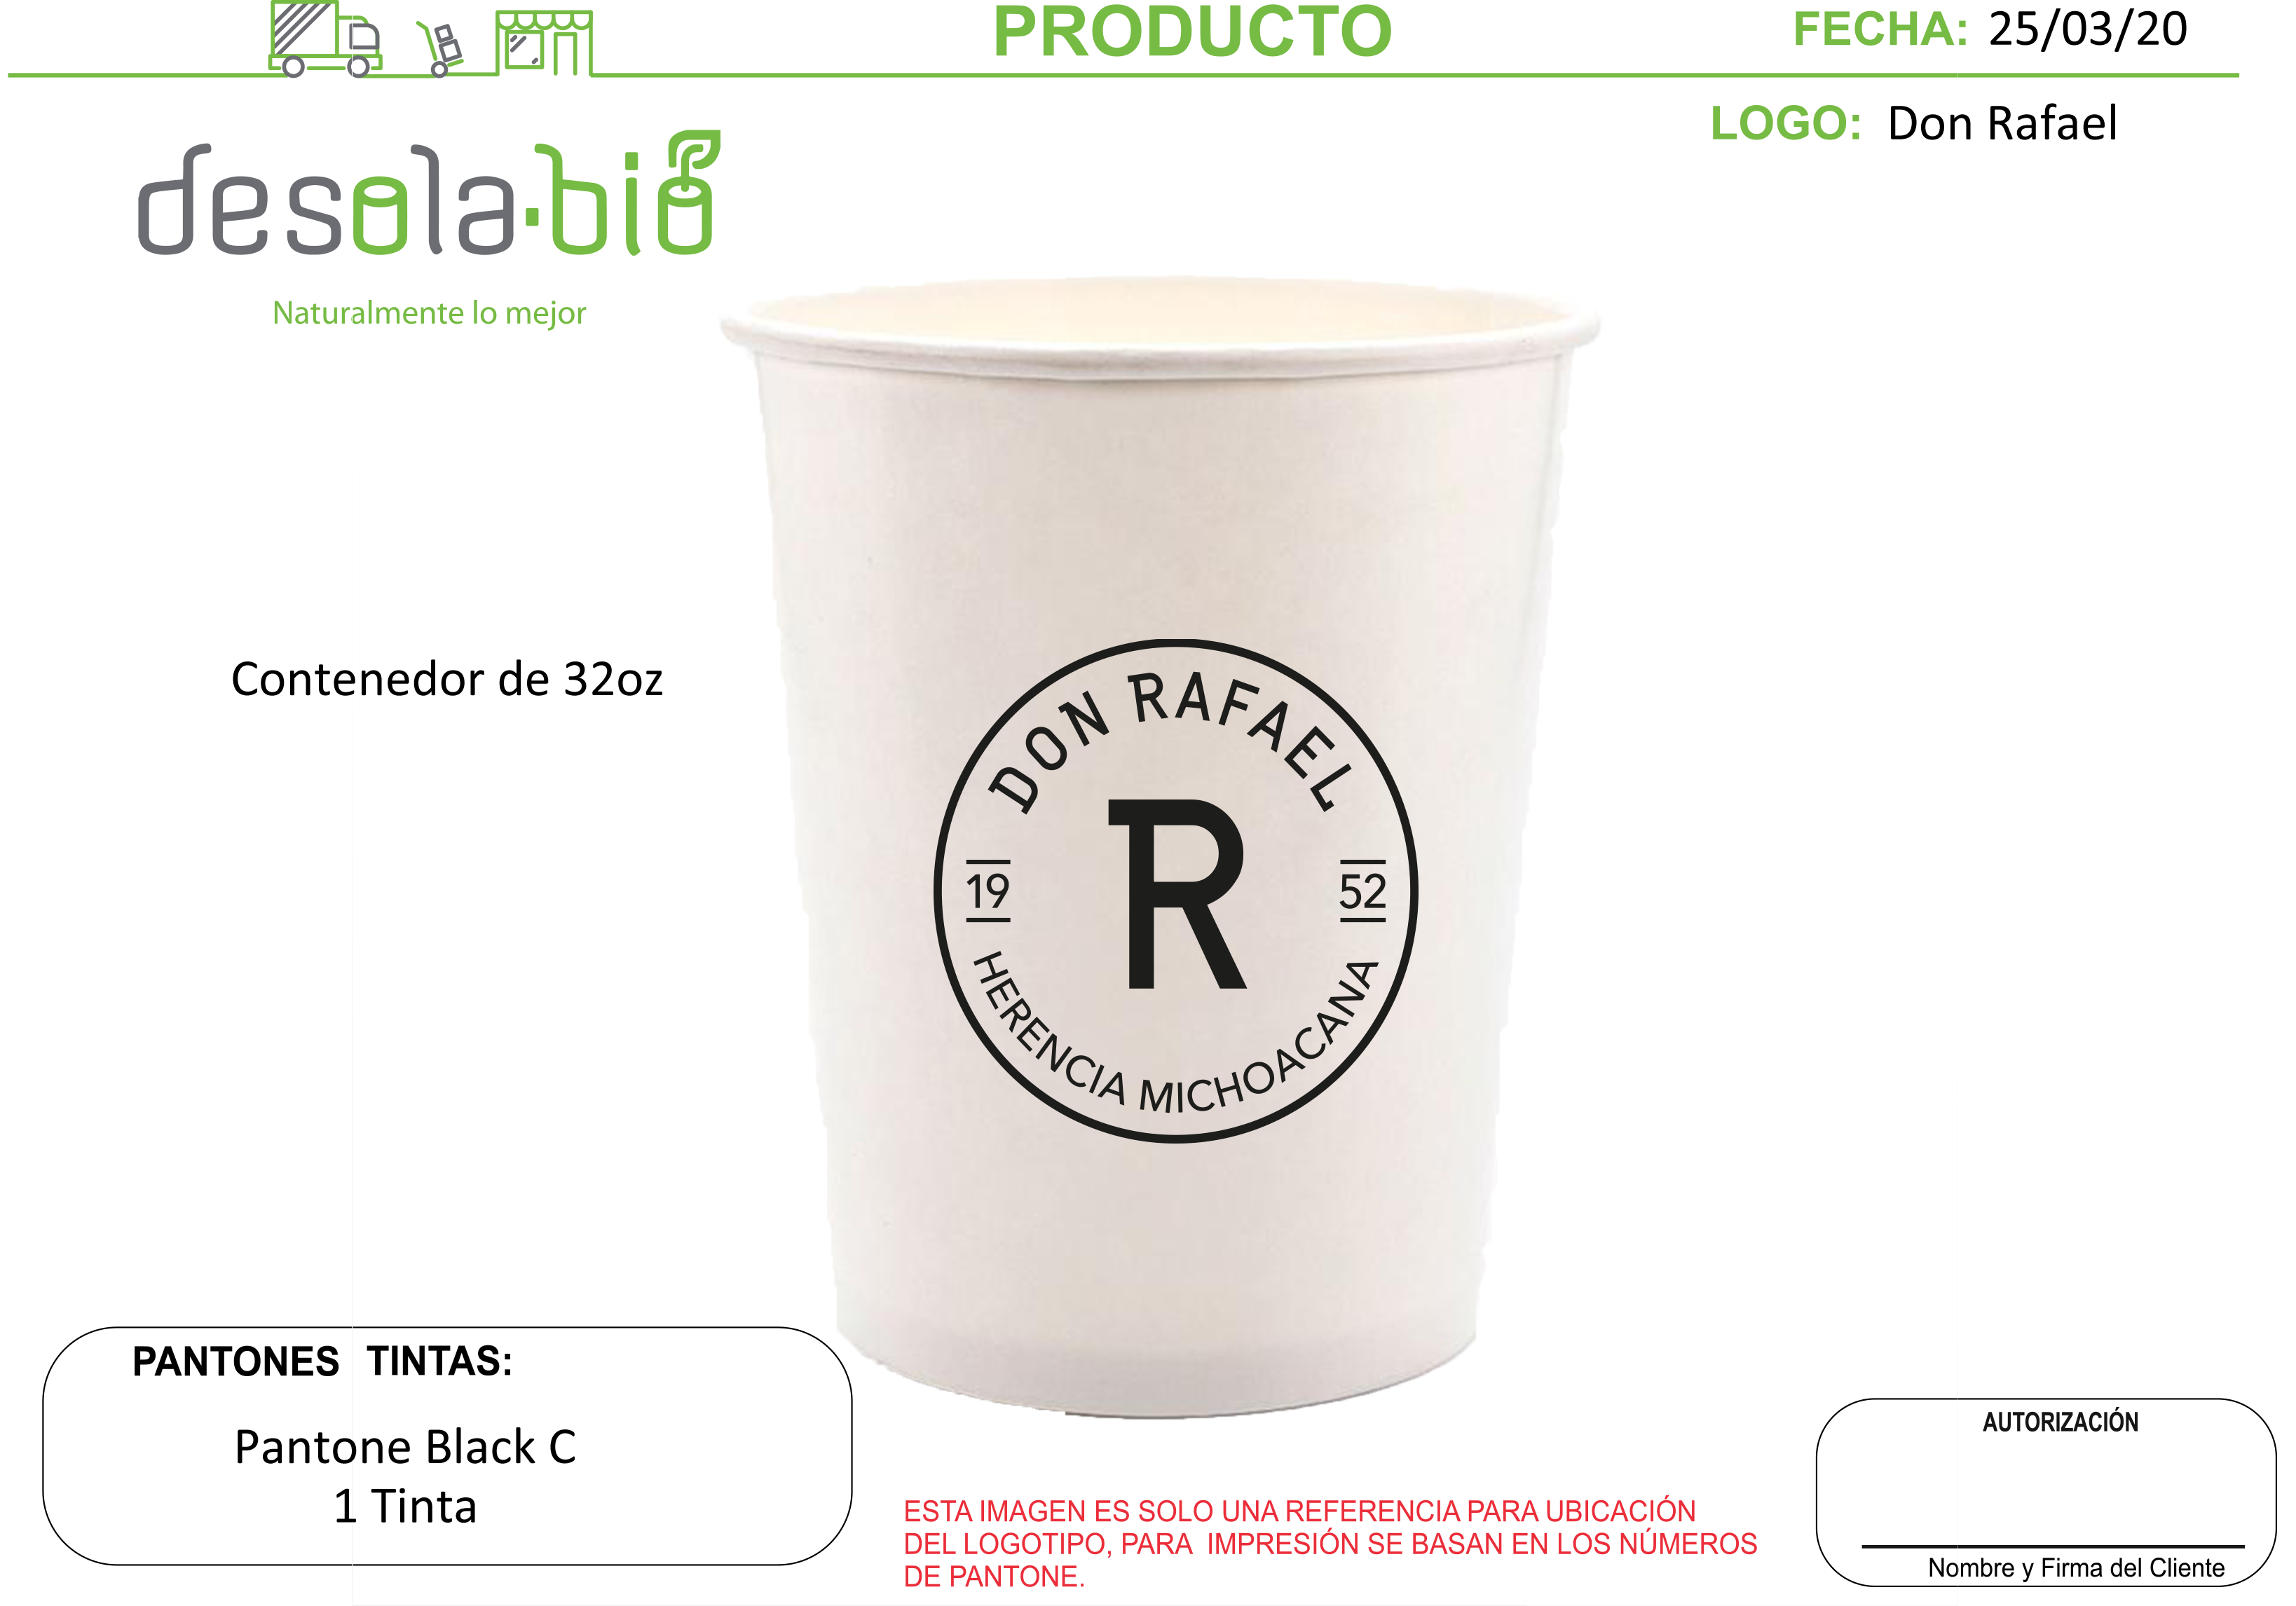 PRODUCTO
FECHA: 25/03/20
LOGO: Don Rafael
desola·bio
Naturalmente lo mejor
Contenedor de 32oz
DON RAFAEL
R
19
52
HERENCIA MICHOACANA
PANTONES TINTAS:
Pantone Black C
1 Tinta
ESTA IMAGEN ES SOLO UNA REFERENCIA PARA UBICACIÓN
DEL LOGOTIPO, PARA IMPRESIÓN SE BASAN EN LOS NÚMEROS
DE PANTONE.
AUTORIZACIÓN
Nombre y Firma del Cliente